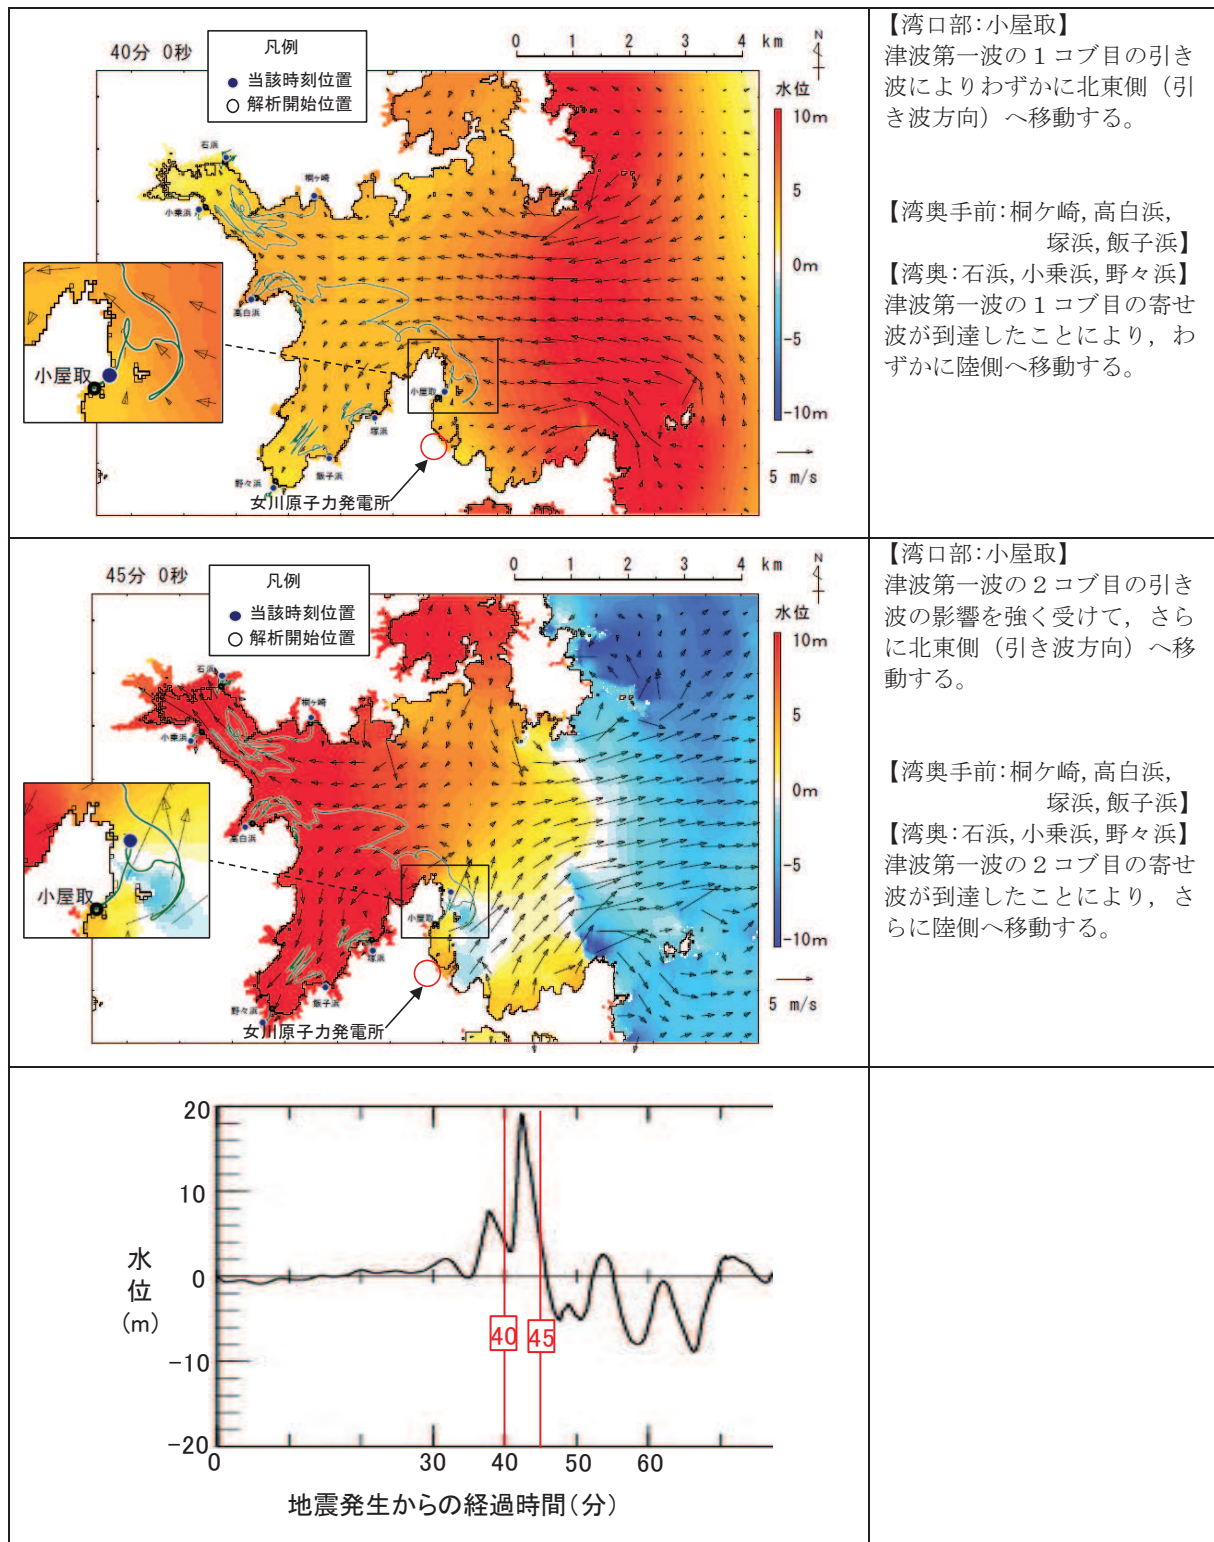 40分 0秒
凡例
当該時刻位置
解析開始位置
0 1 2 3 4 km
N
水位
10m
5
0m
-5
-10m
5 m/s
石浜
桐ケ崎
小乗浜
高白浜
小屋取
小屋取
塚浜
飯子浜
野々浜
女川原子力発電所
【湾口部:小屋取】
津波第一波の1コブ目の引き
波によりわずかに北東側（引
き波方向）へ移動する。
【湾奥手前:桐ケ崎,高白浜,
塚浜,飯子浜】
【湾奥:石浜,小乗浜,野々浜】
津波第一波の1コブ目の寄せ
波が到達したことにより，わ
ずかに陸側へ移動する。
45分 0秒
凡例
当該時刻位置
解析開始位置
0 1 2 3 4 km
N
水位
10m
5
0m
-5
-10m
5 m/s
石浜
桐ケ崎
小乗浜
高白浜
小屋取
小屋取
塚浜
飯子浜
野々浜
女川原子力発電所
【湾口部:小屋取】
津波第一波の2コブ目の引き
波の影響を強く受けて，さら
に北東側（引き波方向）へ移
動する。
【湾奥手前:桐ケ崎,高白浜,
塚浜,飯子浜】
【湾奥:石浜,小乗浜,野々浜】
津波第一波の2コブ目の寄せ
波が到達したことにより，さ
らに陸側へ移動する。
20
10
0
-10
-20
水位
(m)
40
45
0 30 40 50 60
地震発生からの経過時間(分)